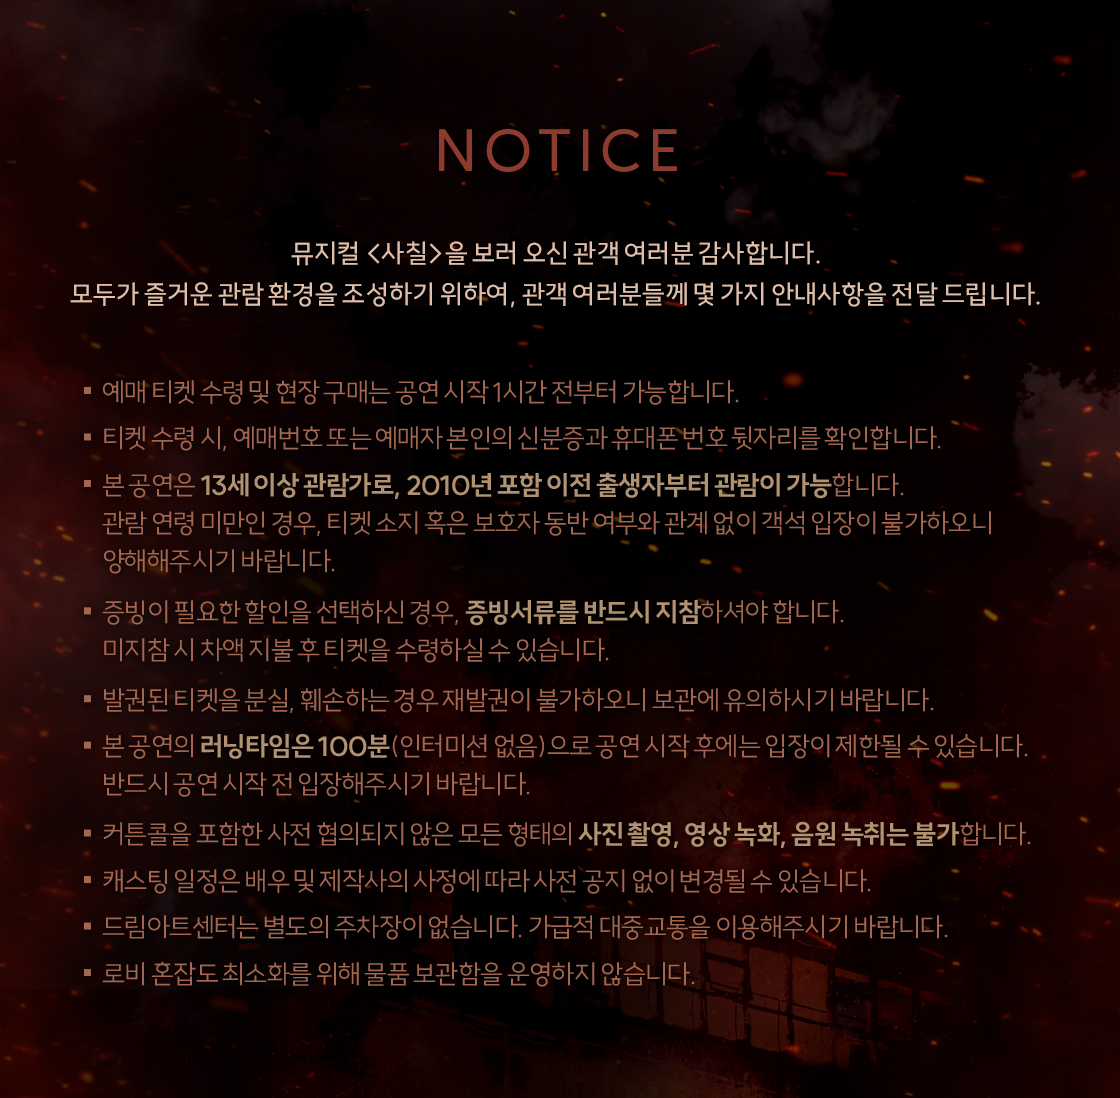 NOTICE
뮤지컬 <사칠>을 보러 오신 관객 여러분 감사합니다.
모두가 즐거운 관람 환경을 조성하기 위하여, 관객 여러분들께 몇 가지 안내사항을 전달 드립니다.
▪ 예매 티켓 수령 및 현장 구매는 공연 시작 1시간 전부터 가능합니다.
▪ 티켓 수령 시, 예매번호 또는 예매자 본인의 신분증과 휴대폰 번호 뒷자리를 확인합니다.
▪ 본 공연은 13세 이상 관람가로, 2010년 포함 이전 출생자부터 관람이 가능합니다.
관람 연령 미만인 경우, 티켓 소지 혹은 보호자 동반 여부와 관계 없이 객석 입장이 불가하오니
양해해주시기 바랍니다.
▪ 증빙이 필요한 할인을 선택하신 경우, 증빙서류를 반드시 지참하셔야 합니다.
미지참 시 차액 지불 후 티켓을 수령하실 수 있습니다.
▪ 발권된 티켓을 분실, 훼손하는 경우 재발권이 불가하오니 보관에 유의하시기 바랍니다.
▪ 본 공연의 러닝타임은 100분(인터미션 없음)으로 공연 시작 후에는 입장이 제한될 수 있습니다.
반드시 공연 시작 전 입장해주시기 바랍니다.
▪ 커튼콜을 포함한 사전 협의되지 않은 모든 형태의 사진 촬영, 영상 녹화, 음원 녹취는 불가합니다.
▪ 캐스팅 일정은 배우 및 제작사의 사정에 따라 사전 공지 없이 변경될 수 있습니다.
▪ 드림아트센터는 별도의 주차장이 없습니다. 가급적 대중교통을 이용해주시기 바랍니다.
▪ 로비 혼잡도 최소화를 위해 물품 보관함을 운영하지 않습니다.